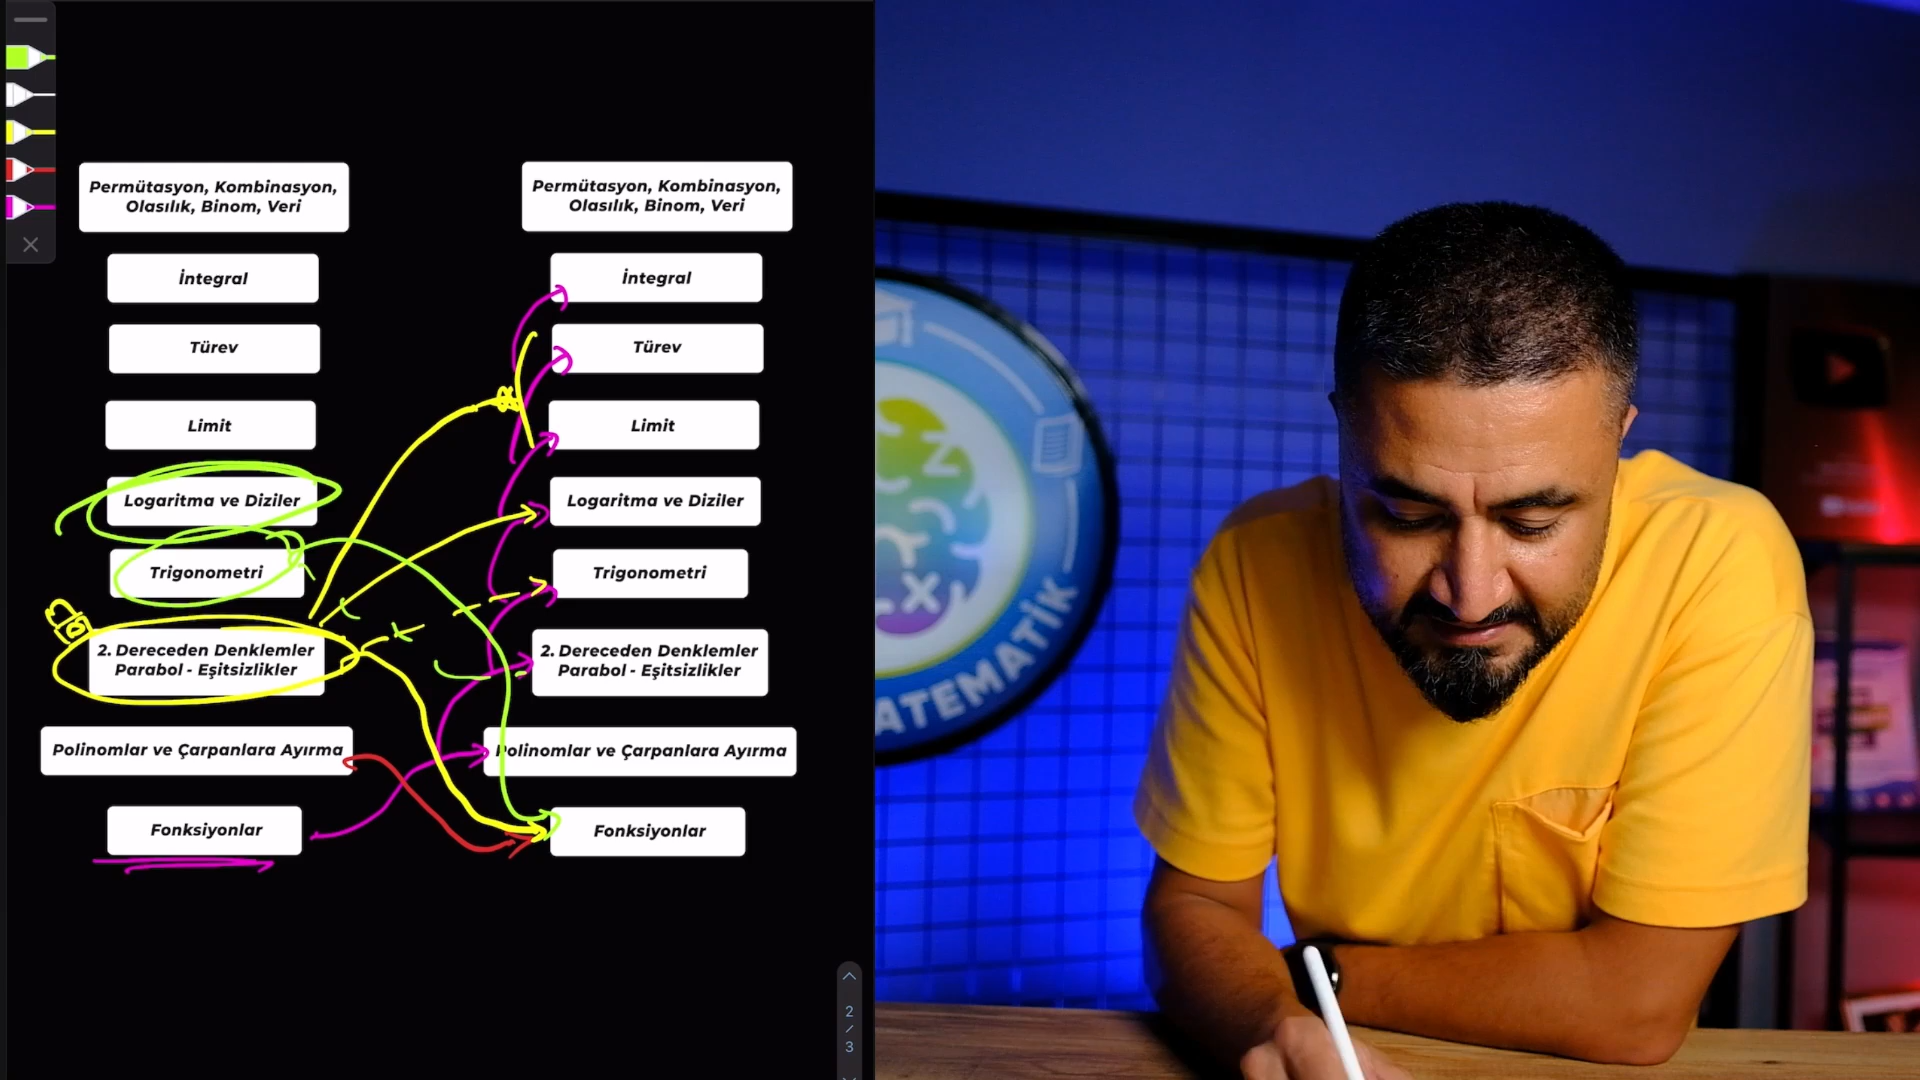 Permütasyon, Kombinasyon,
Olasılık, Binom, Veri
İntegral
Türev
Limit
Logaritma ve Diziler
Trigonometri
2. Dereceden Denklemler
Parabol - Eşitsizlikler
Polinomlar ve Çarpanlara Ayırma
Fonksiyonlar
Permütasyon, Kombinasyon,
Olasılık, Binom, Veri
İntegral
Türev
Limit
Logaritma ve Diziler
Trigonometri
2. Dereceden Denklemler
Parabol - Eşitsizlikler
Polinomlar ve Çarpanlara Ayırma
Fonksiyonlar
2
/
3
ATEMATİK